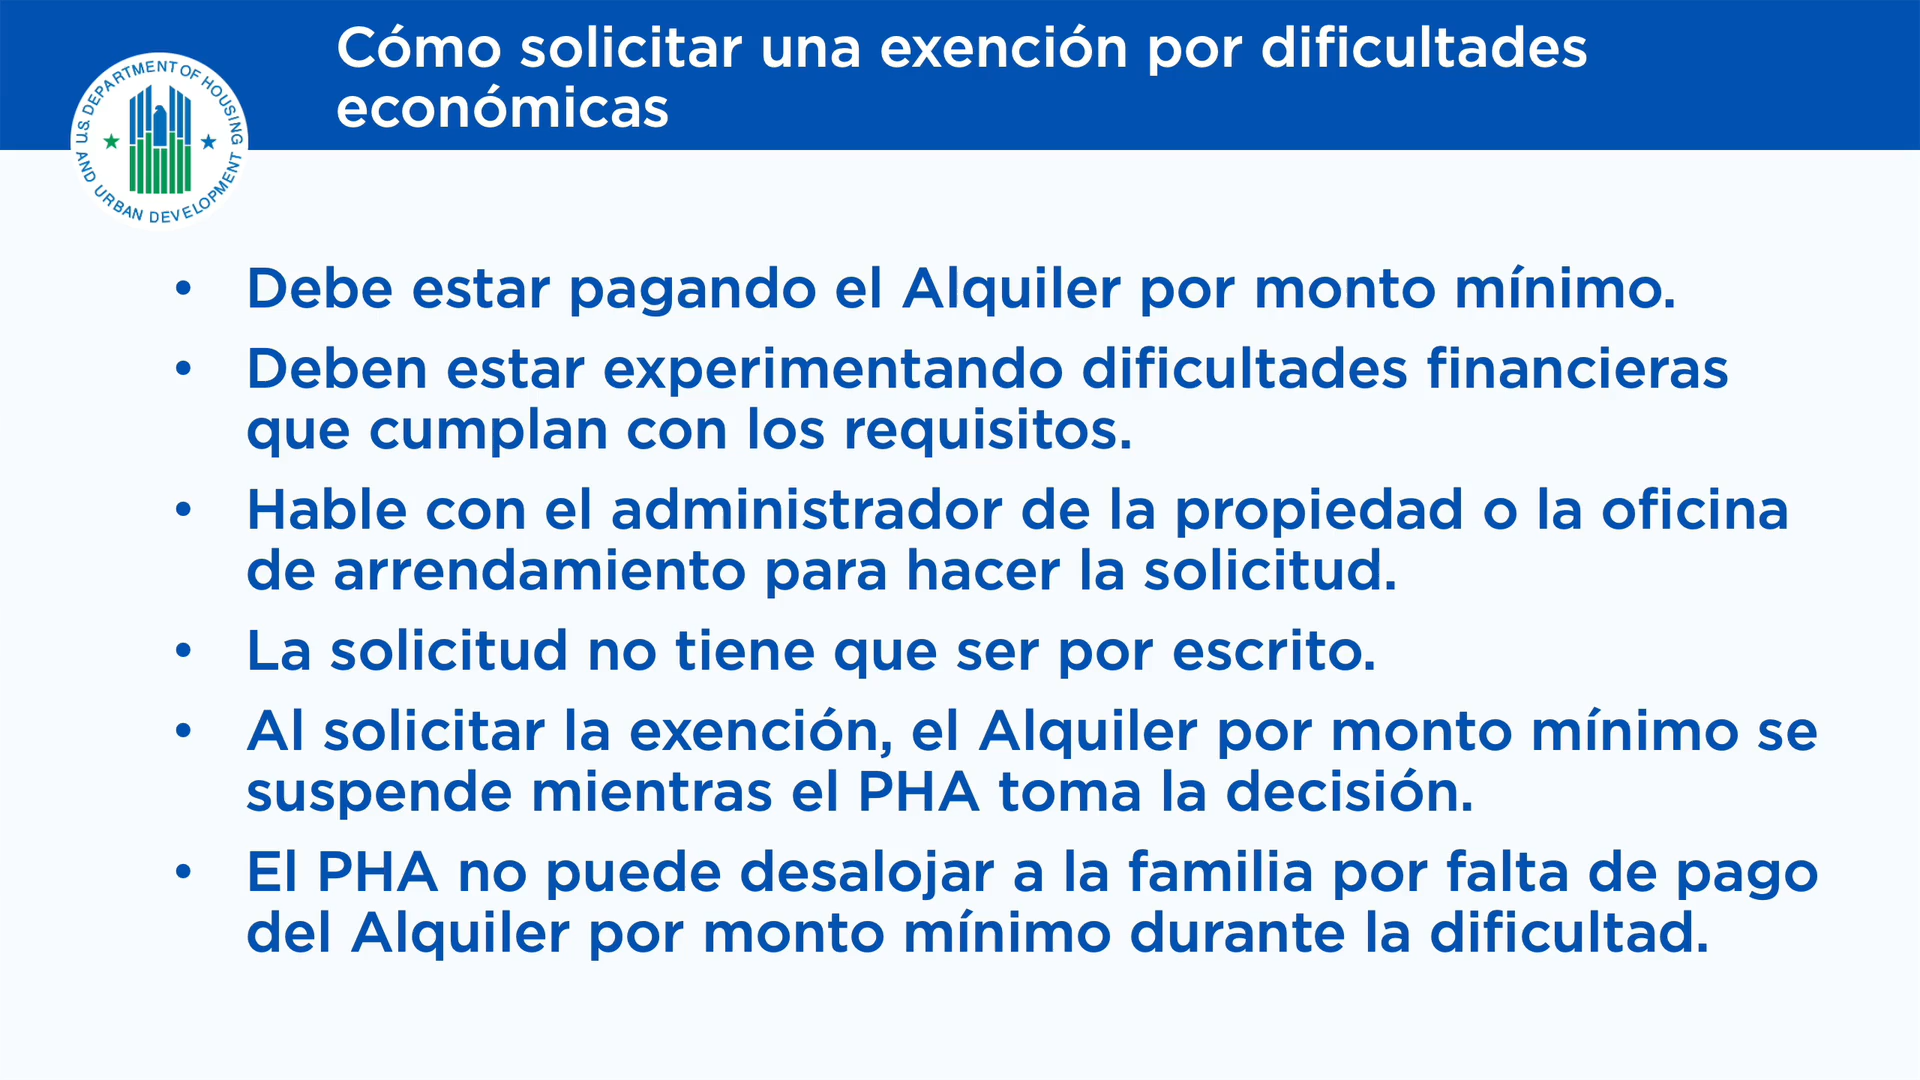 Cómo solicitar una exención por dificultades
económicas
U.S. DEPARTMENT OF HOUSING
AND URBAN DEVELOPMENT
• Debe estar pagando el Alquiler por monto mínimo.
• Deben estar experimentando dificultades financieras
que cumplan con los requisitos.
• Hable con el administrador de la propiedad o la oficina
de arrendamiento para hacer la solicitud.
• La solicitud no tiene que ser por escrito.
• Al solicitar la exención, el Alquiler por monto mínimo se
suspende mientras el PHA toma la decisión.
• El PHA no puede desalojar a la familia por falta de pago
del Alquiler por monto mínimo durante la dificultad.